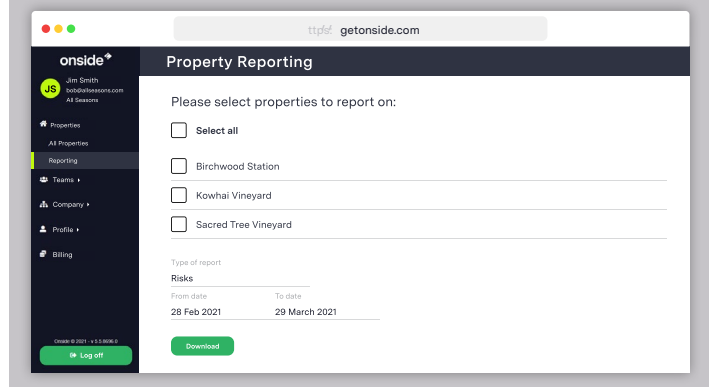 getonside.com
onside
Property Reporting
JS
Jim Smith
bob@allseasons.com
All Seasons
Properties
All Properties
Reporting
Teams
Company
Profile
Billing
Onside © 2021 - v 5.5.8696.0
Log off
Please select properties to report on:
Select all
Birchwood Station
Kowhai Vineyard
Sacred Tree Vineyard
Type of report
Risks
From date To date
28 Feb 2021 29 March 2021
Download